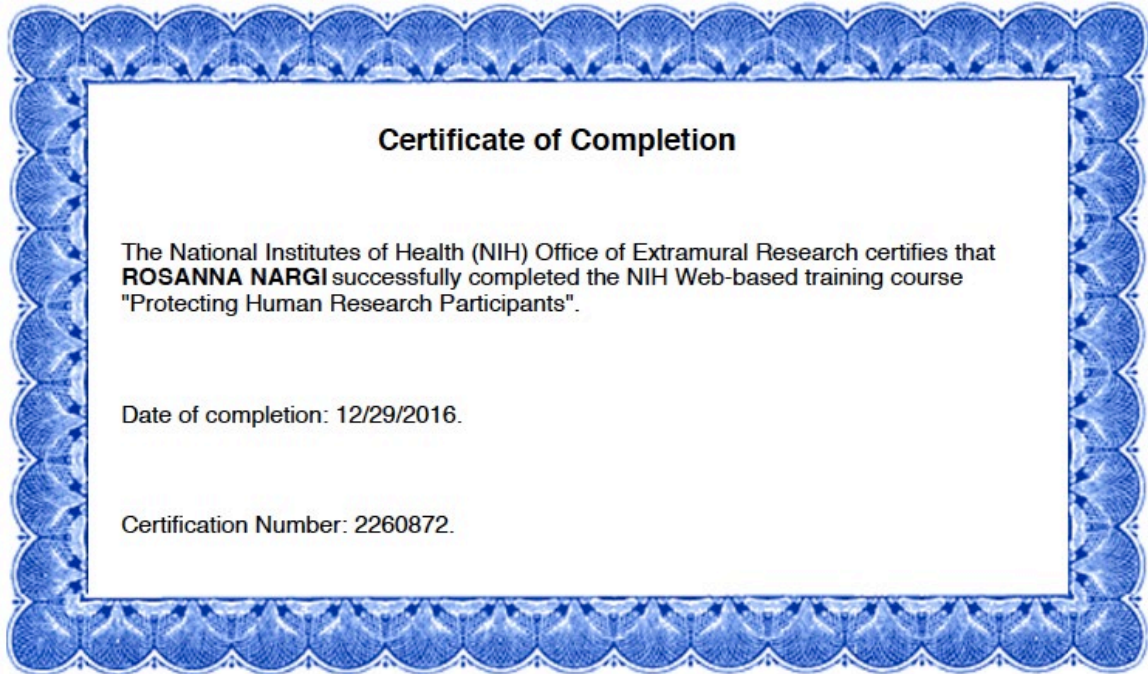 Certificate of Completion
The National Institutes of Health (NIH) Office of Extramural Research certifies that
ROSANNA NARGI successfully completed the NIH Web-based training course
"Protecting Human Research Participants".
Date of completion: 12/29/2016.
Certification Number: 2260872.